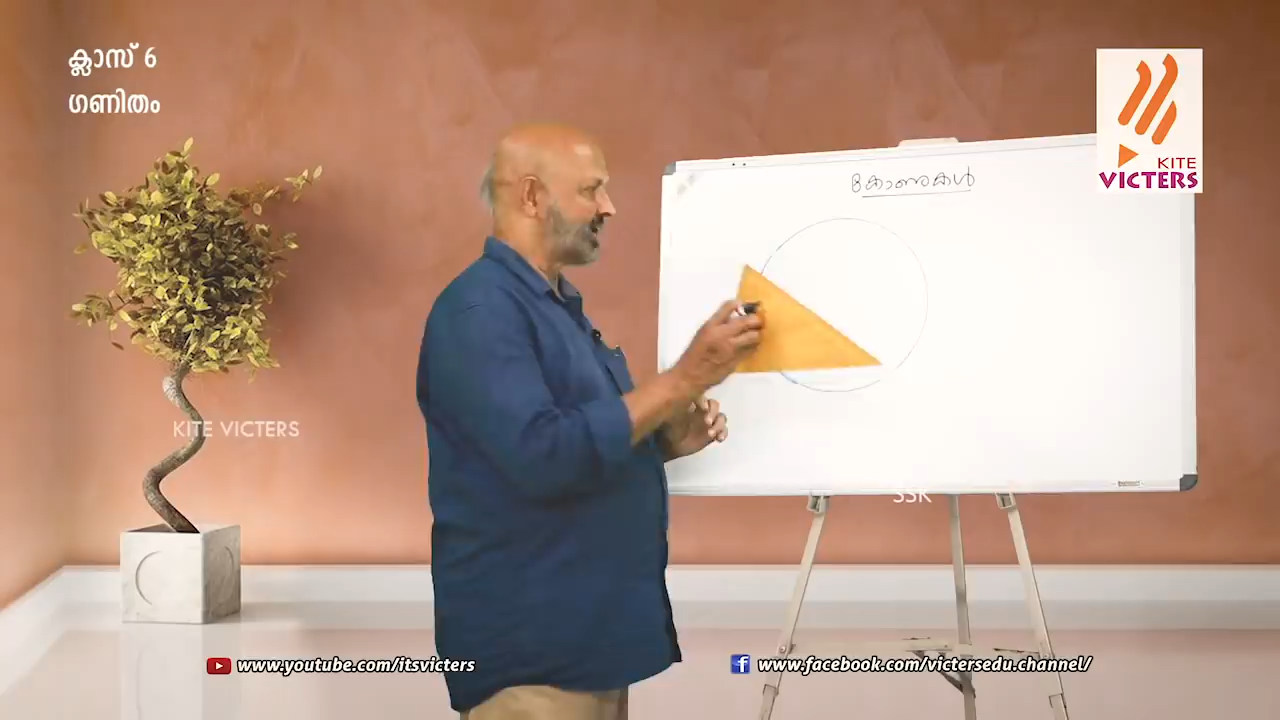 ക്ലാസ് 6
ഗണിതം
KITE
VICTERS
കോണുകൾ
KITE VICTERS
SSK
www.youtube.com/itsvicters
www.facebook.com/victersedu.channel/